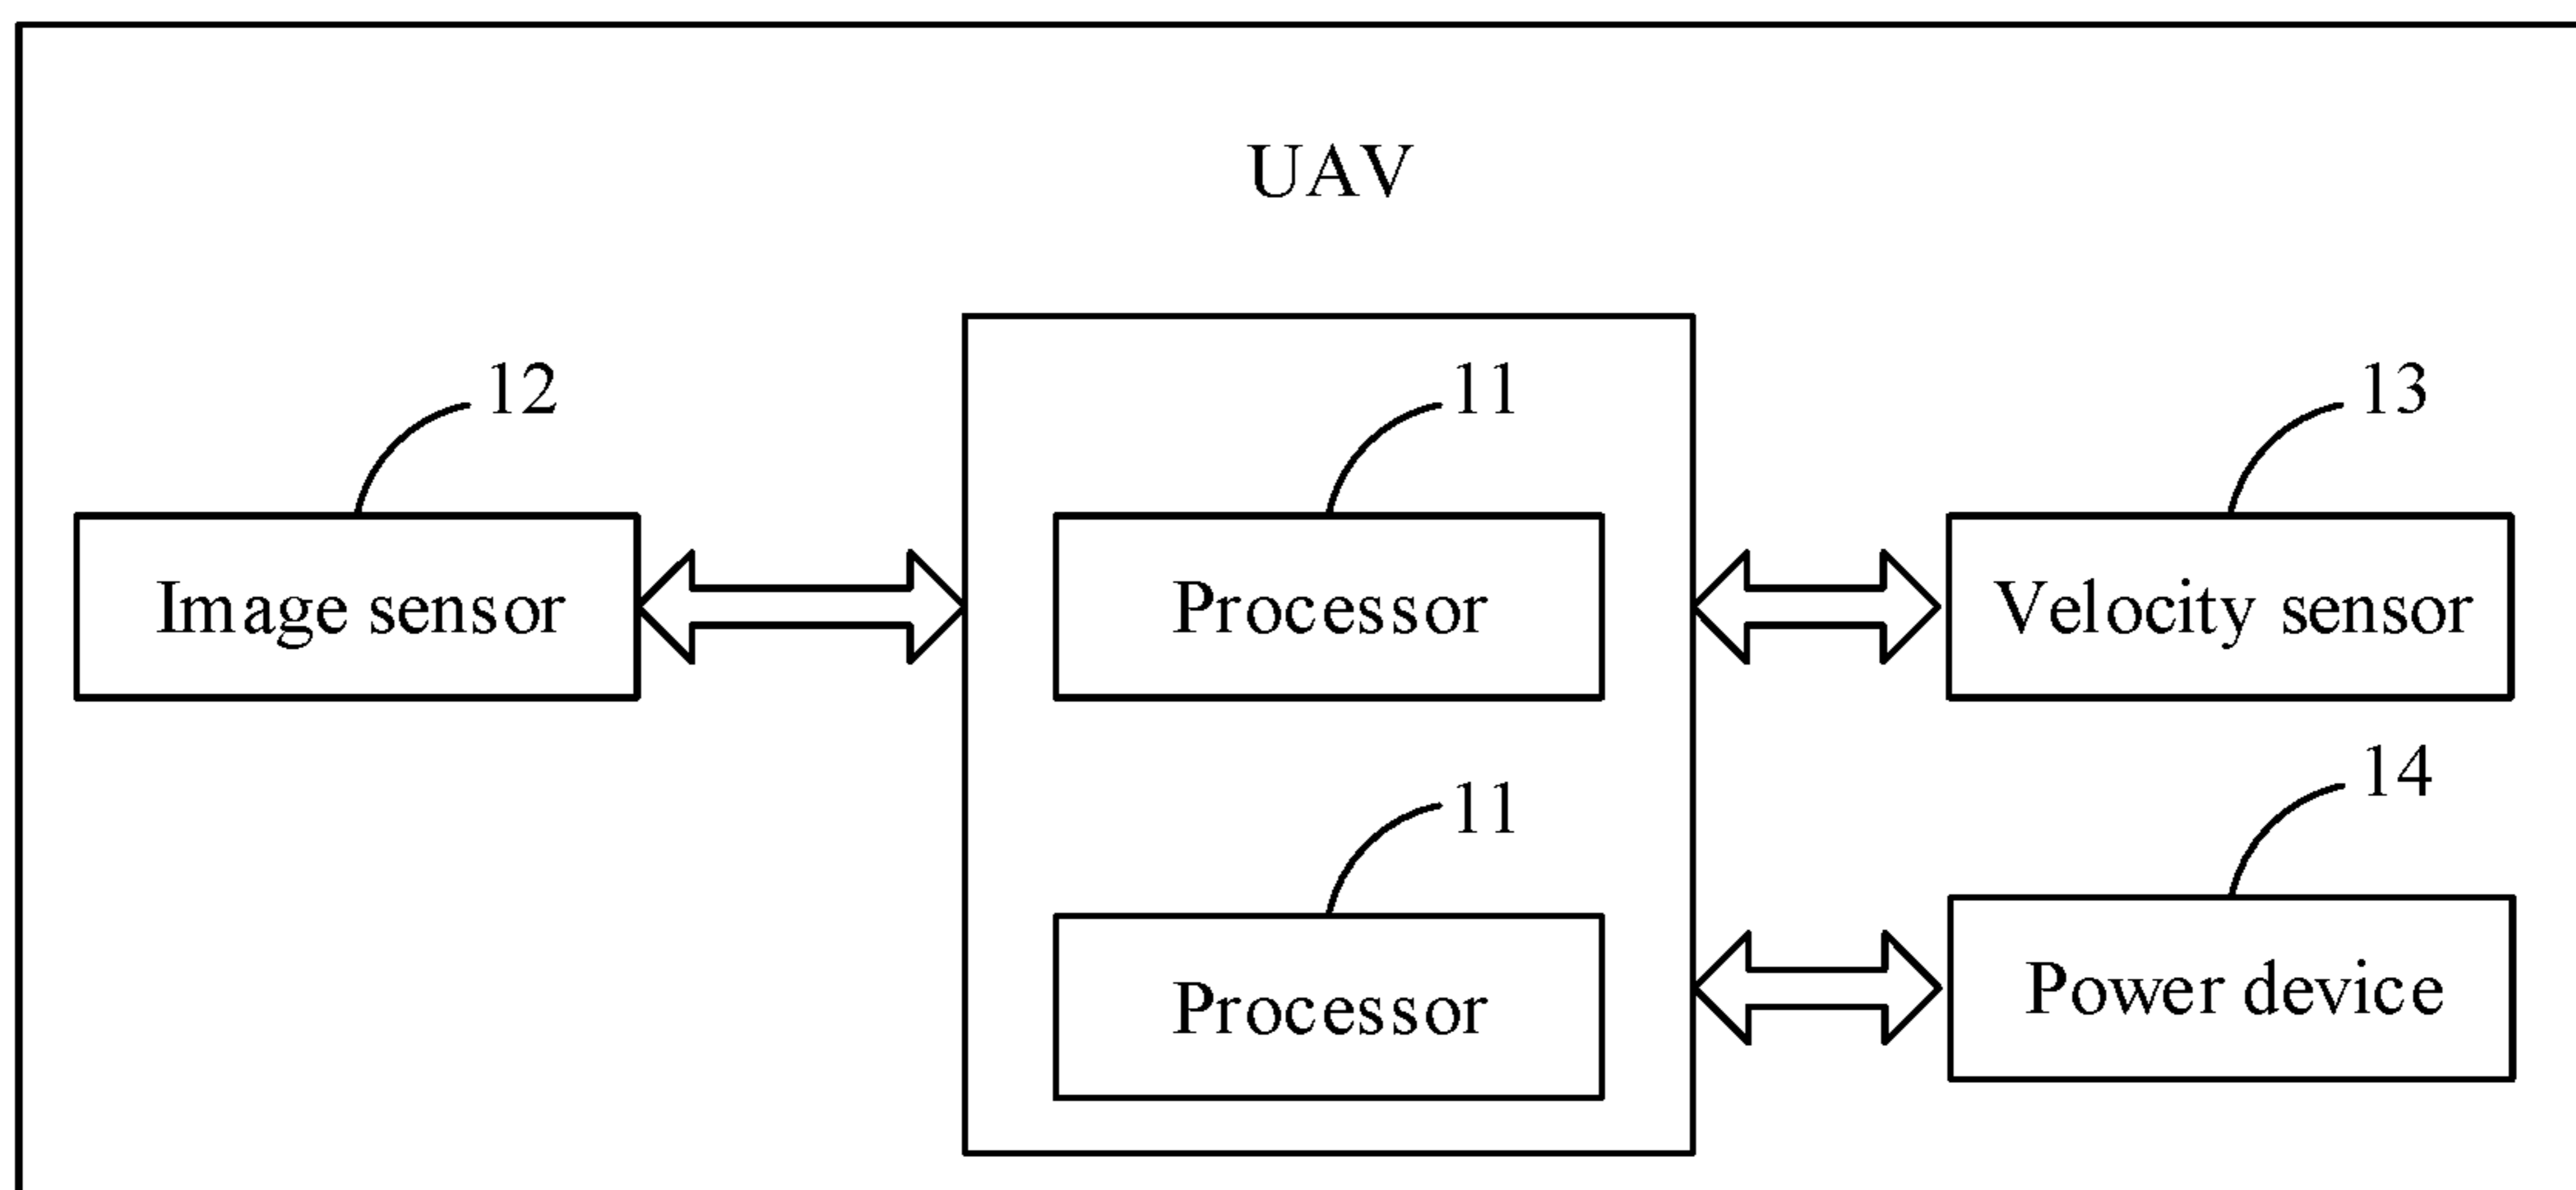 UAV
12
11
13
Image sensor
Processor
Velocity sensor
14
11
Power device
Processor